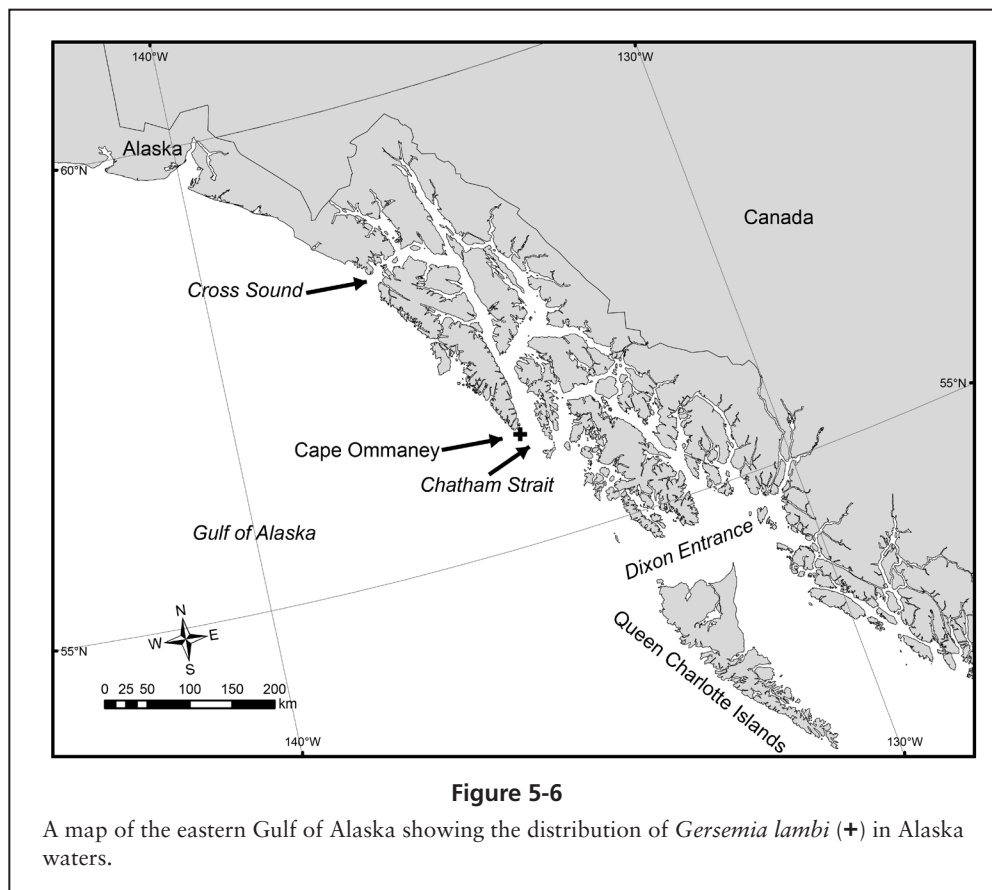 140°W
130°W
Alaska
60°N
Canada
Cross Sound
55°N
Cape Ommaney
Chatham Strait
Gulf of Alaska
Dixon Entrance
N
W E
S
55°N
Queen Charlotte Islands
0 25 50 100 150 200
km
140°W
130°W
Figure 5-6
A map of the eastern Gulf of Alaska showing the distribution of Gersemia lambi (+) in Alaska
waters.